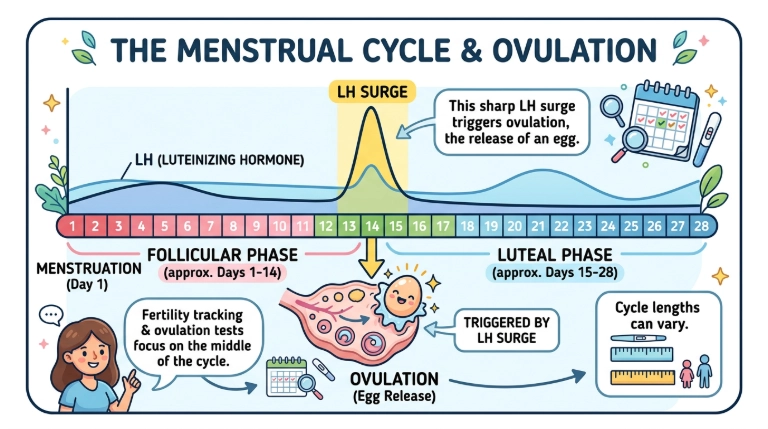 THE MENSTRUAL CYCLE & OVULATION
LH SURGE
This sharp LH surge
triggers ovulation,
the release of an egg.
LH (LUTEINIZING HORMONE)
1 2 3 4 5 6 7 8 9 10 11 12 13 14 15 16 17 18 19 20 21 22 23 24 25 26 27 28
MENSTRUATION
(Day 1)
FOLLICULAR PHASE
(approx. Days 1-14)
LUTEAL PHASE
(approx. Days 15-28)
Fertility tracking
& ovulation tests
focus on the middle
of the cycle.
TRIGGERED BY
LH SURGE
OVULATION
(Egg Release)
Cycle lengths
can vary.